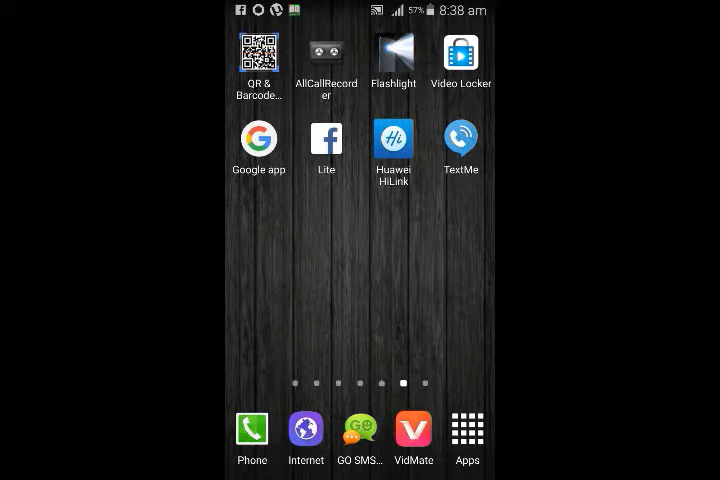 57% 8:38 am
QR &
Barcode...
AllCallRecord
er
Flashlight
Video Locker
Google app
Lite
Huawei
HiLink
TextMe
Phone
Internet
GO SMS...
VidMate
Apps